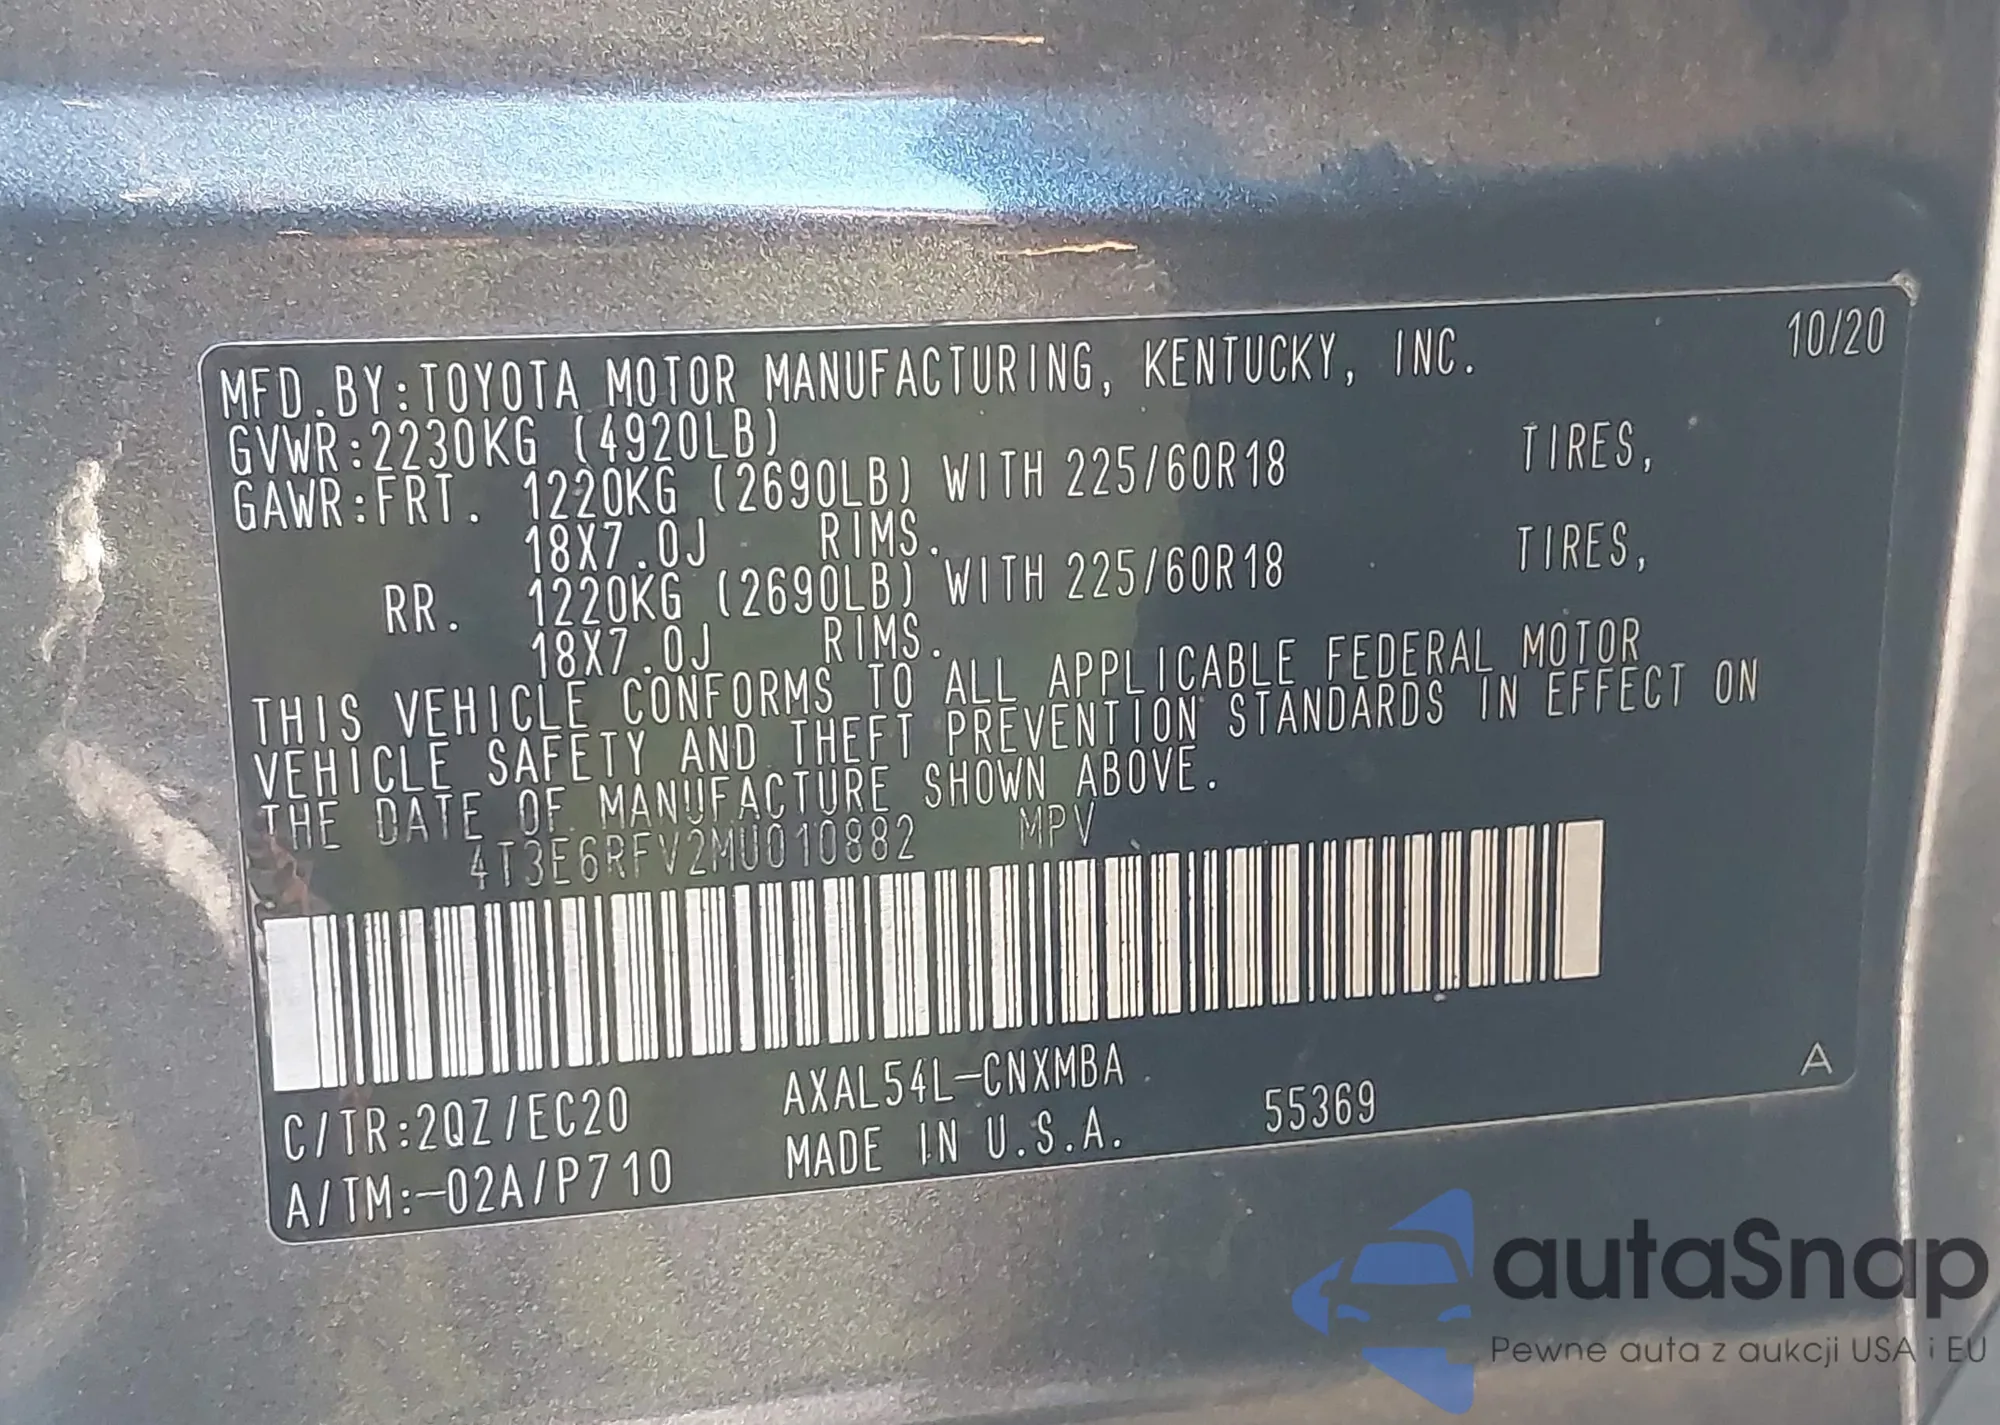 10/20
MFD.BY:TOYOTA MOTOR MANUFACTURING, KENTUCKY, INC.
GVWR:2230KG (4920LB)
GAWR:FRT. 1220KG (2690LB) WITH 225/60R18 TIRES,
18X7.0J RIMS.
RR. 1220KG (2690LB) WITH 225/60R18 TIRES,
18X7.0J RIMS.
THIS VEHICLE CONFORMS TO ALL APPLICABLE FEDERAL MOTOR
VEHICLE SAFETY AND THEFT PREVENTION STANDARDS IN EFFECT ON
THE DATE OF MANUFACTURE SHOWN ABOVE.
4T3E6RFV2MU010882 MPV
C/TR:2QZ/EC20 AXAL54L-CNXMBA
A/TM:-02A/P710 MADE IN U.S.A. 55369
A
autaSnap
Pewne auta z aukcji USA i EU